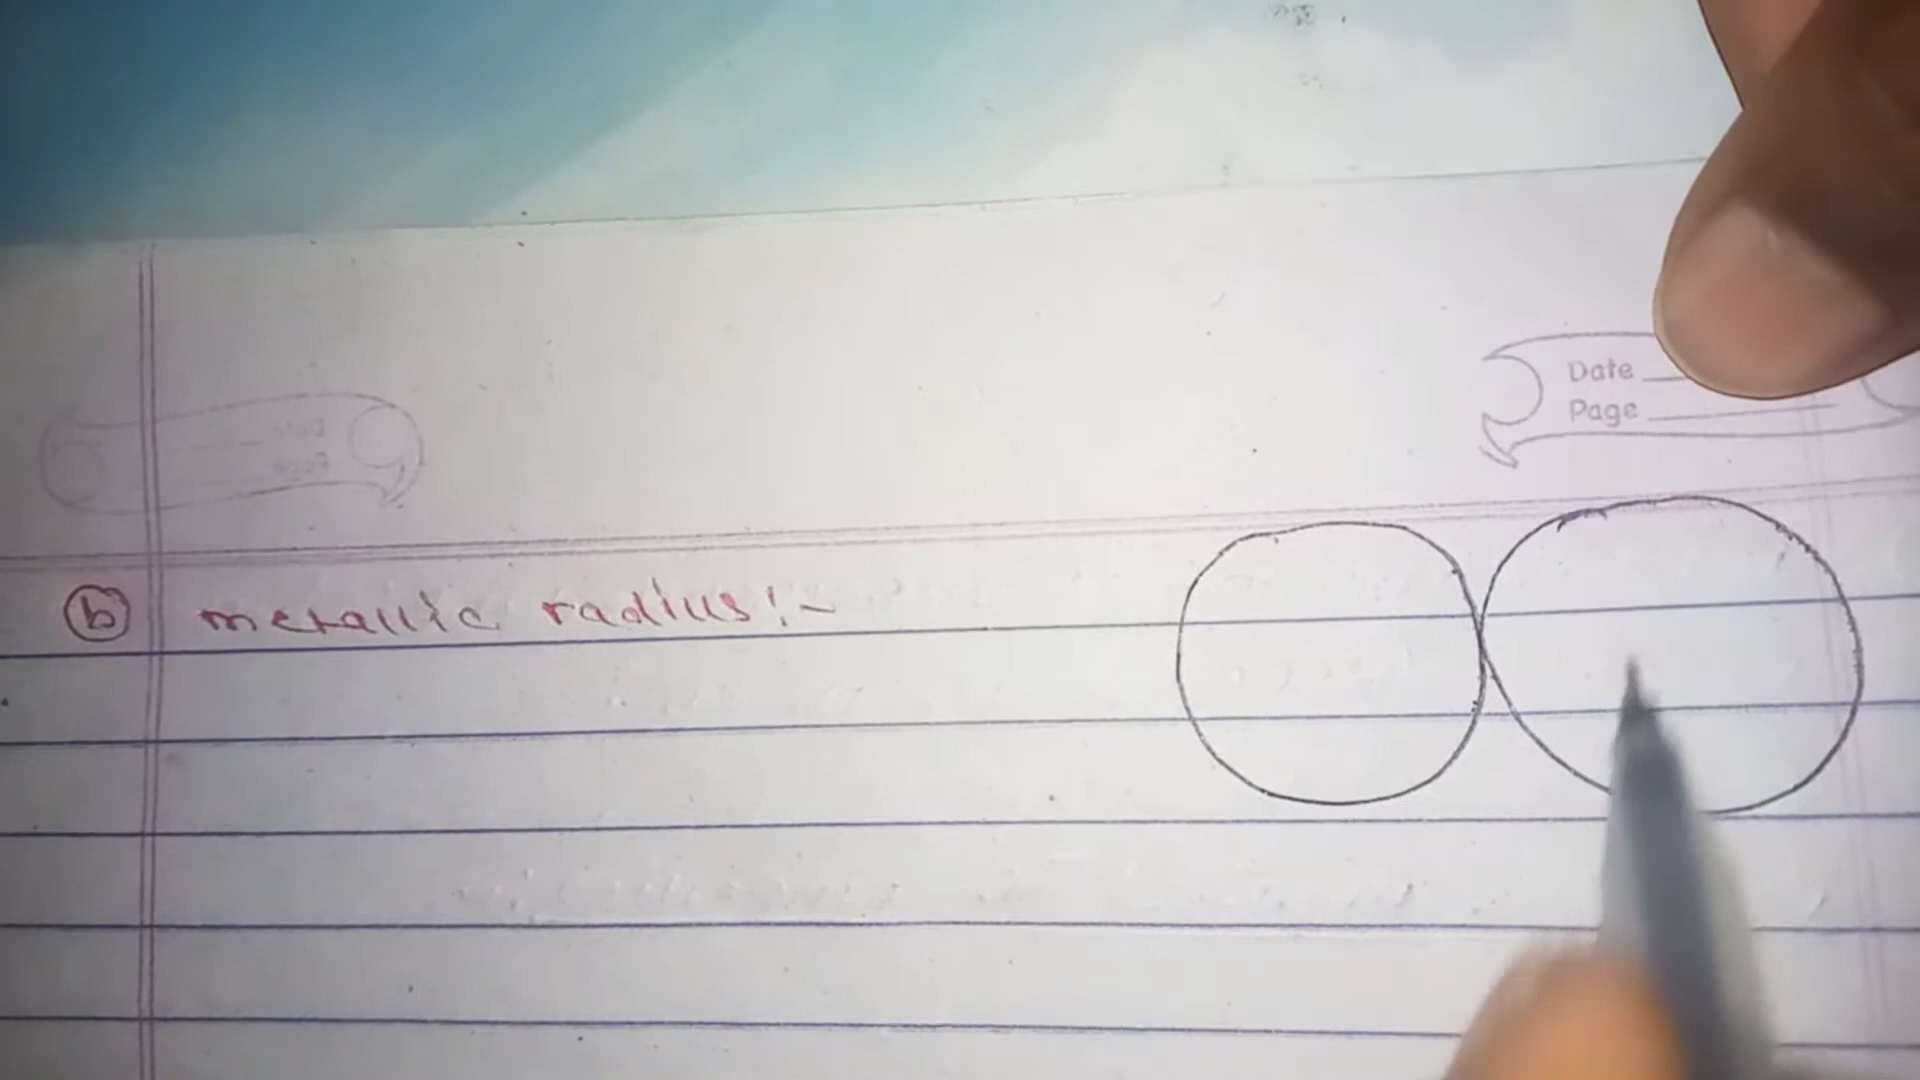 Date
Page
ⓑ metallic radius:-